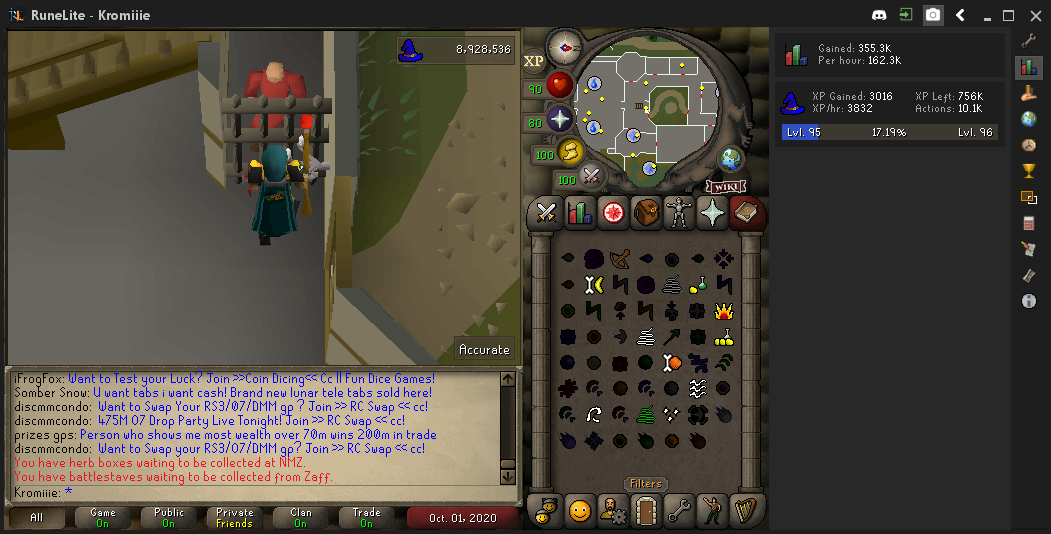 RuneLite - Kromiiie
8,928,536
XP
90
80
100
100
WIKI
Gained: 355.3K
Per hour: 162.3K
XP Gained: 3016
XP Left: 756K
XP/hr: 3832
Actions: 10.1K
Lvl. 95
17.19%
Lvl. 96
Accurate
iFrogFox: Want to Test your Luck? Join >>Coin Dicing<< Cc || Fun Dice Games!
Somber Snow: U want tabs i want cash! Brand new lunar tele tabs sold here!
discmmcondo: Want to Swap Your RS3/07/DMM gp ? Join >> RC Swap << cc!
discmmcondo: 475M 07 Drop Party Live Tonight! Join >> RC Swap << cc!
prizes gps: Person who shows me most wealth over 70m wins 200m in trade
discmmcondo: Want to Swap your RS3/07/DMM gp? Join >> RC Swap << cc!
You have herb boxes waiting to be collected at NMZ.
You have battlestaves waiting to be collected from Zaff.
Kromiiie: *
Filters
All
Game
On
Public
On
Private
Friends
Clan
On
Trade
On
Oct. 01, 2020